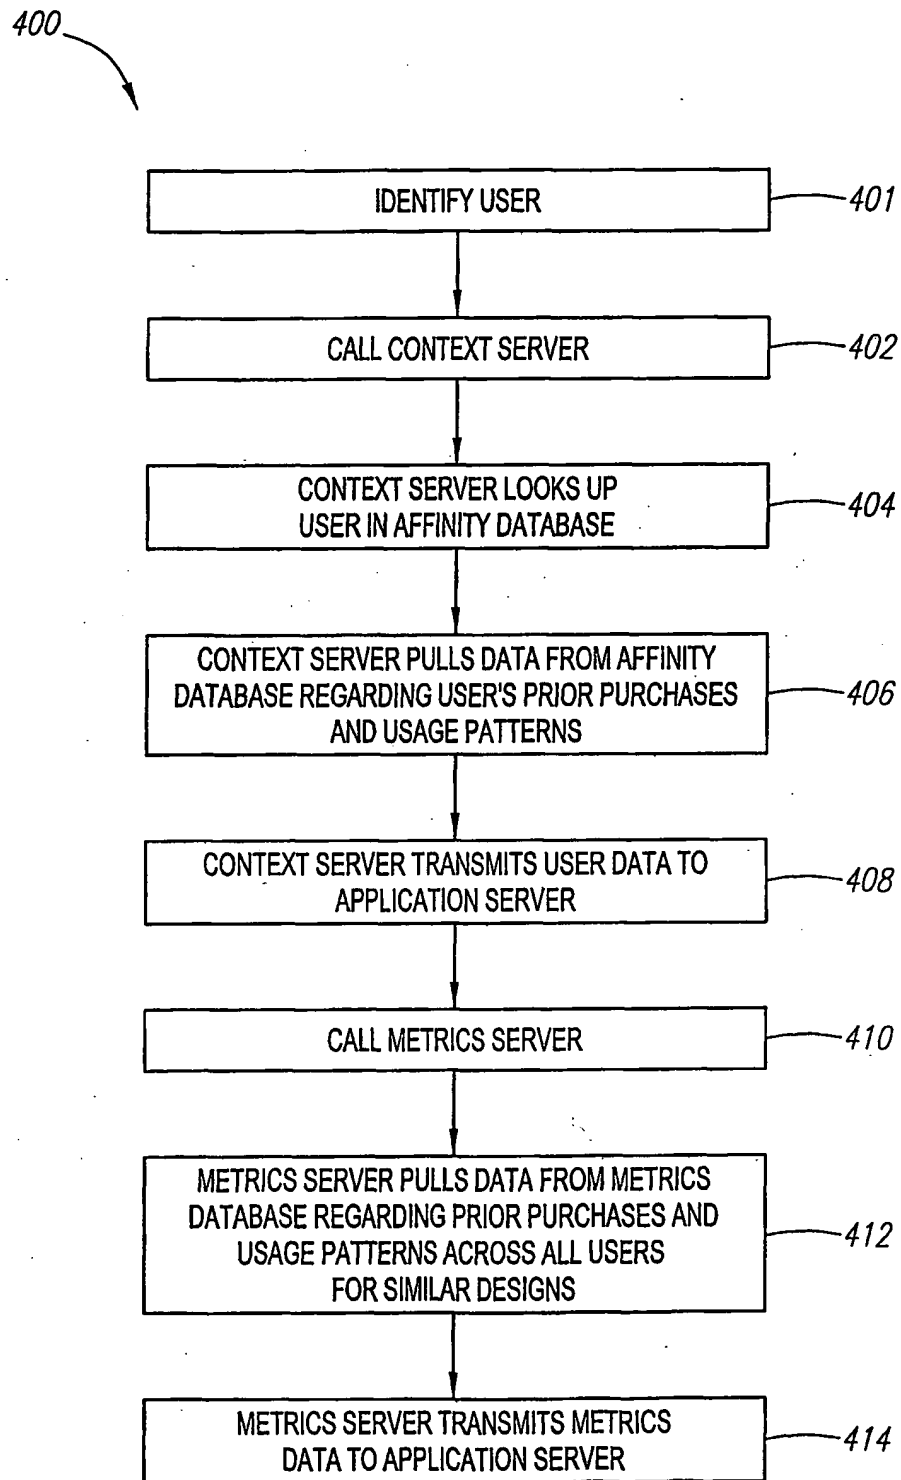 400
IDENTIFY USER
401
CALL CONTEXT SERVER
402
CONTEXT SERVER LOOKS UP
USER IN AFFINITY DATABASE
404
CONTEXT SERVER PULLS DATA FROM AFFINITY
DATABASE REGARDING USER'S PRIOR PURCHASES
AND USAGE PATTERNS
406
CONTEXT SERVER TRANSMITS USER DATA TO
APPLICATION SERVER
408
CALL METRICS SERVER
410
METRICS SERVER PULLS DATA FROM METRICS
DATABASE REGARDING PRIOR PURCHASES AND
USAGE PATTERNS ACROSS ALL USERS
FOR SIMILAR DESIGNS
412
METRICS SERVER TRANSMITS METRICS
DATA TO APPLICATION SERVER
414